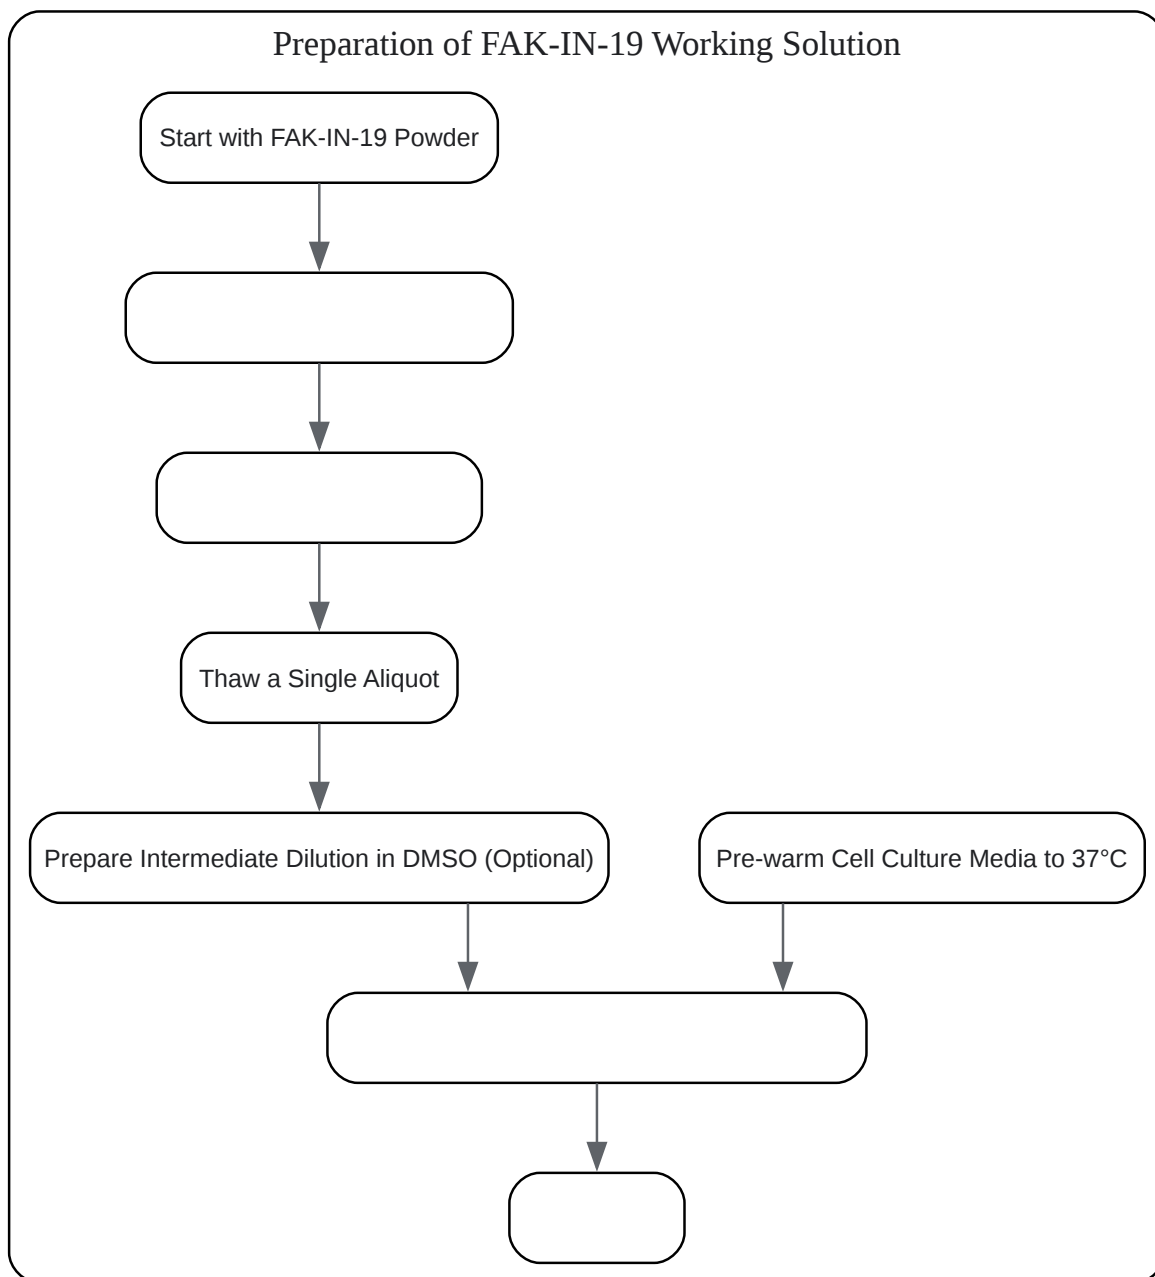 Preparation of FAK-IN-19 Working Solution
Start with FAK-IN-19 Powder
Thaw a Single Aliquot
Prepare Intermediate Dilution in DMSO (Optional)
Pre-warm Cell Culture Media to 37°C